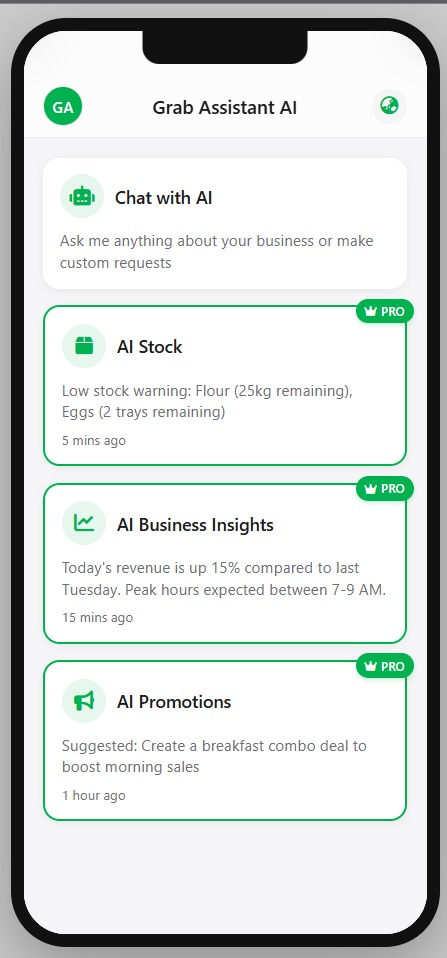 GA
Grab Assistant AI
Chat with AI
Ask me anything about your business or make
custom requests
PRO
AI Stock
Low stock warning: Flour (25kg remaining),
Eggs (2 trays remaining)
5 mins ago
PRO
AI Business Insights
Today's revenue is up 15% compared to last
Tuesday. Peak hours expected between 7-9 AM.
15 mins ago
PRO
AI Promotions
Suggested: Create a breakfast combo deal to
boost morning sales
1 hour ago